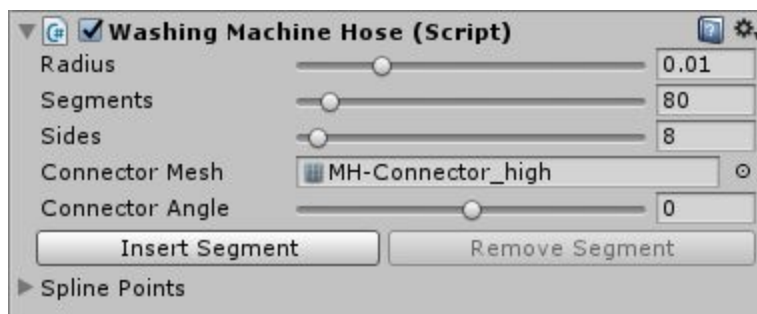 Washing Machine Hose (Script)
Radius 0.01
Segments 80
Sides 8
Connector Mesh MH-Connector_high
Connector Angle 0
Insert Segment Remove Segment
Spline Points